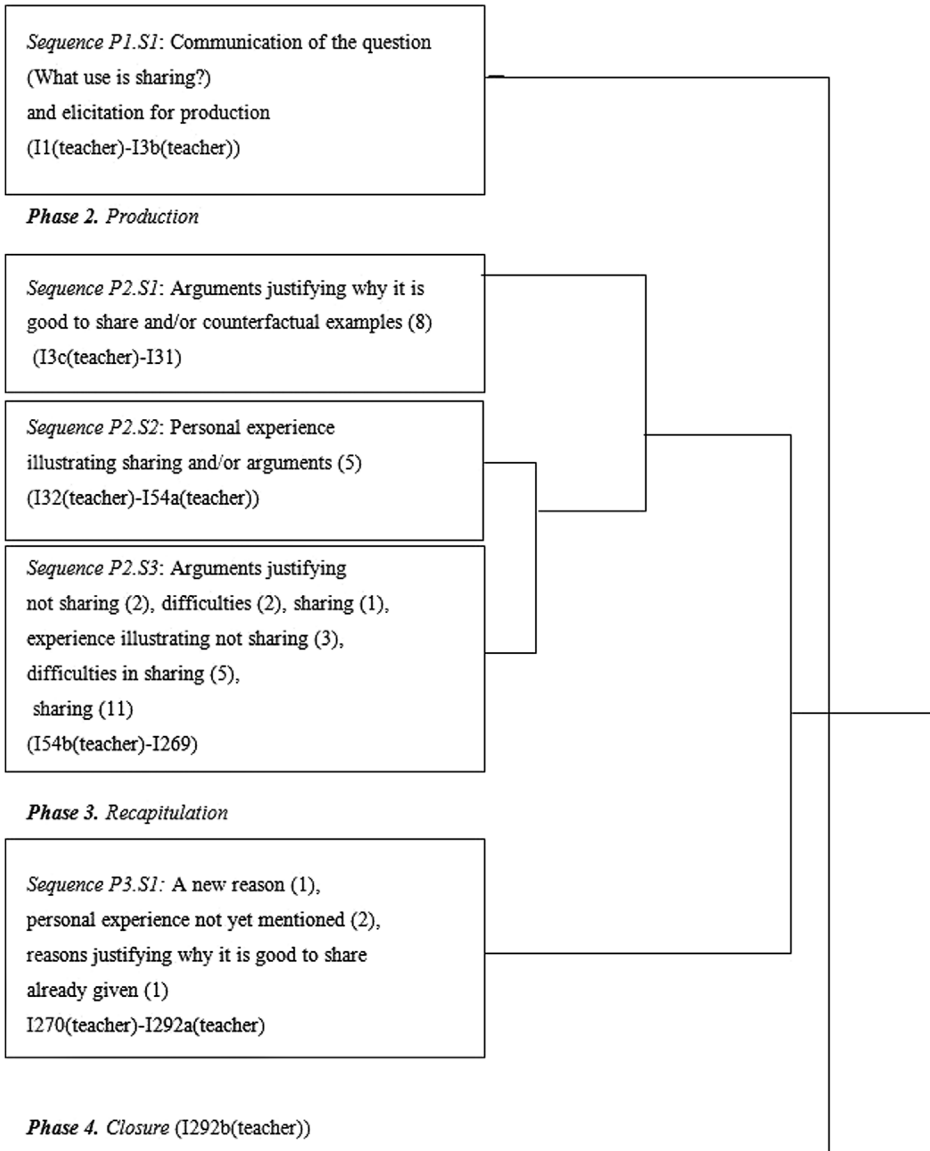 Sequence P1.S1: Communication of the question
(What use is sharing?)
and elicitation for production
(I1(teacher)-I3b(teacher))
Phase 2. Production
Sequence P2.S1: Arguments justifying why it is
good to share and/or counterfactual examples (8)
(I3c(teacher)-I31)
Sequence P2.S2: Personal experience
illustrating sharing and/or arguments (5)
(I32(teacher)-I54a(teacher))
Sequence P2.S3: Arguments justifying
not sharing (2), difficulties (2), sharing (1),
experience illustrating not sharing (3),
difficulties in sharing (5),
sharing (11)
(I54b(teacher)-I269)
Phase 3. Recapitulation
Sequence P3.S1: A new reason (1),
personal experience not yet mentioned (2),
reasons justifying why it is good to share
already given (1)
I270(teacher)-I292a(teacher)
Phase 4. Closure (I292b(teacher))